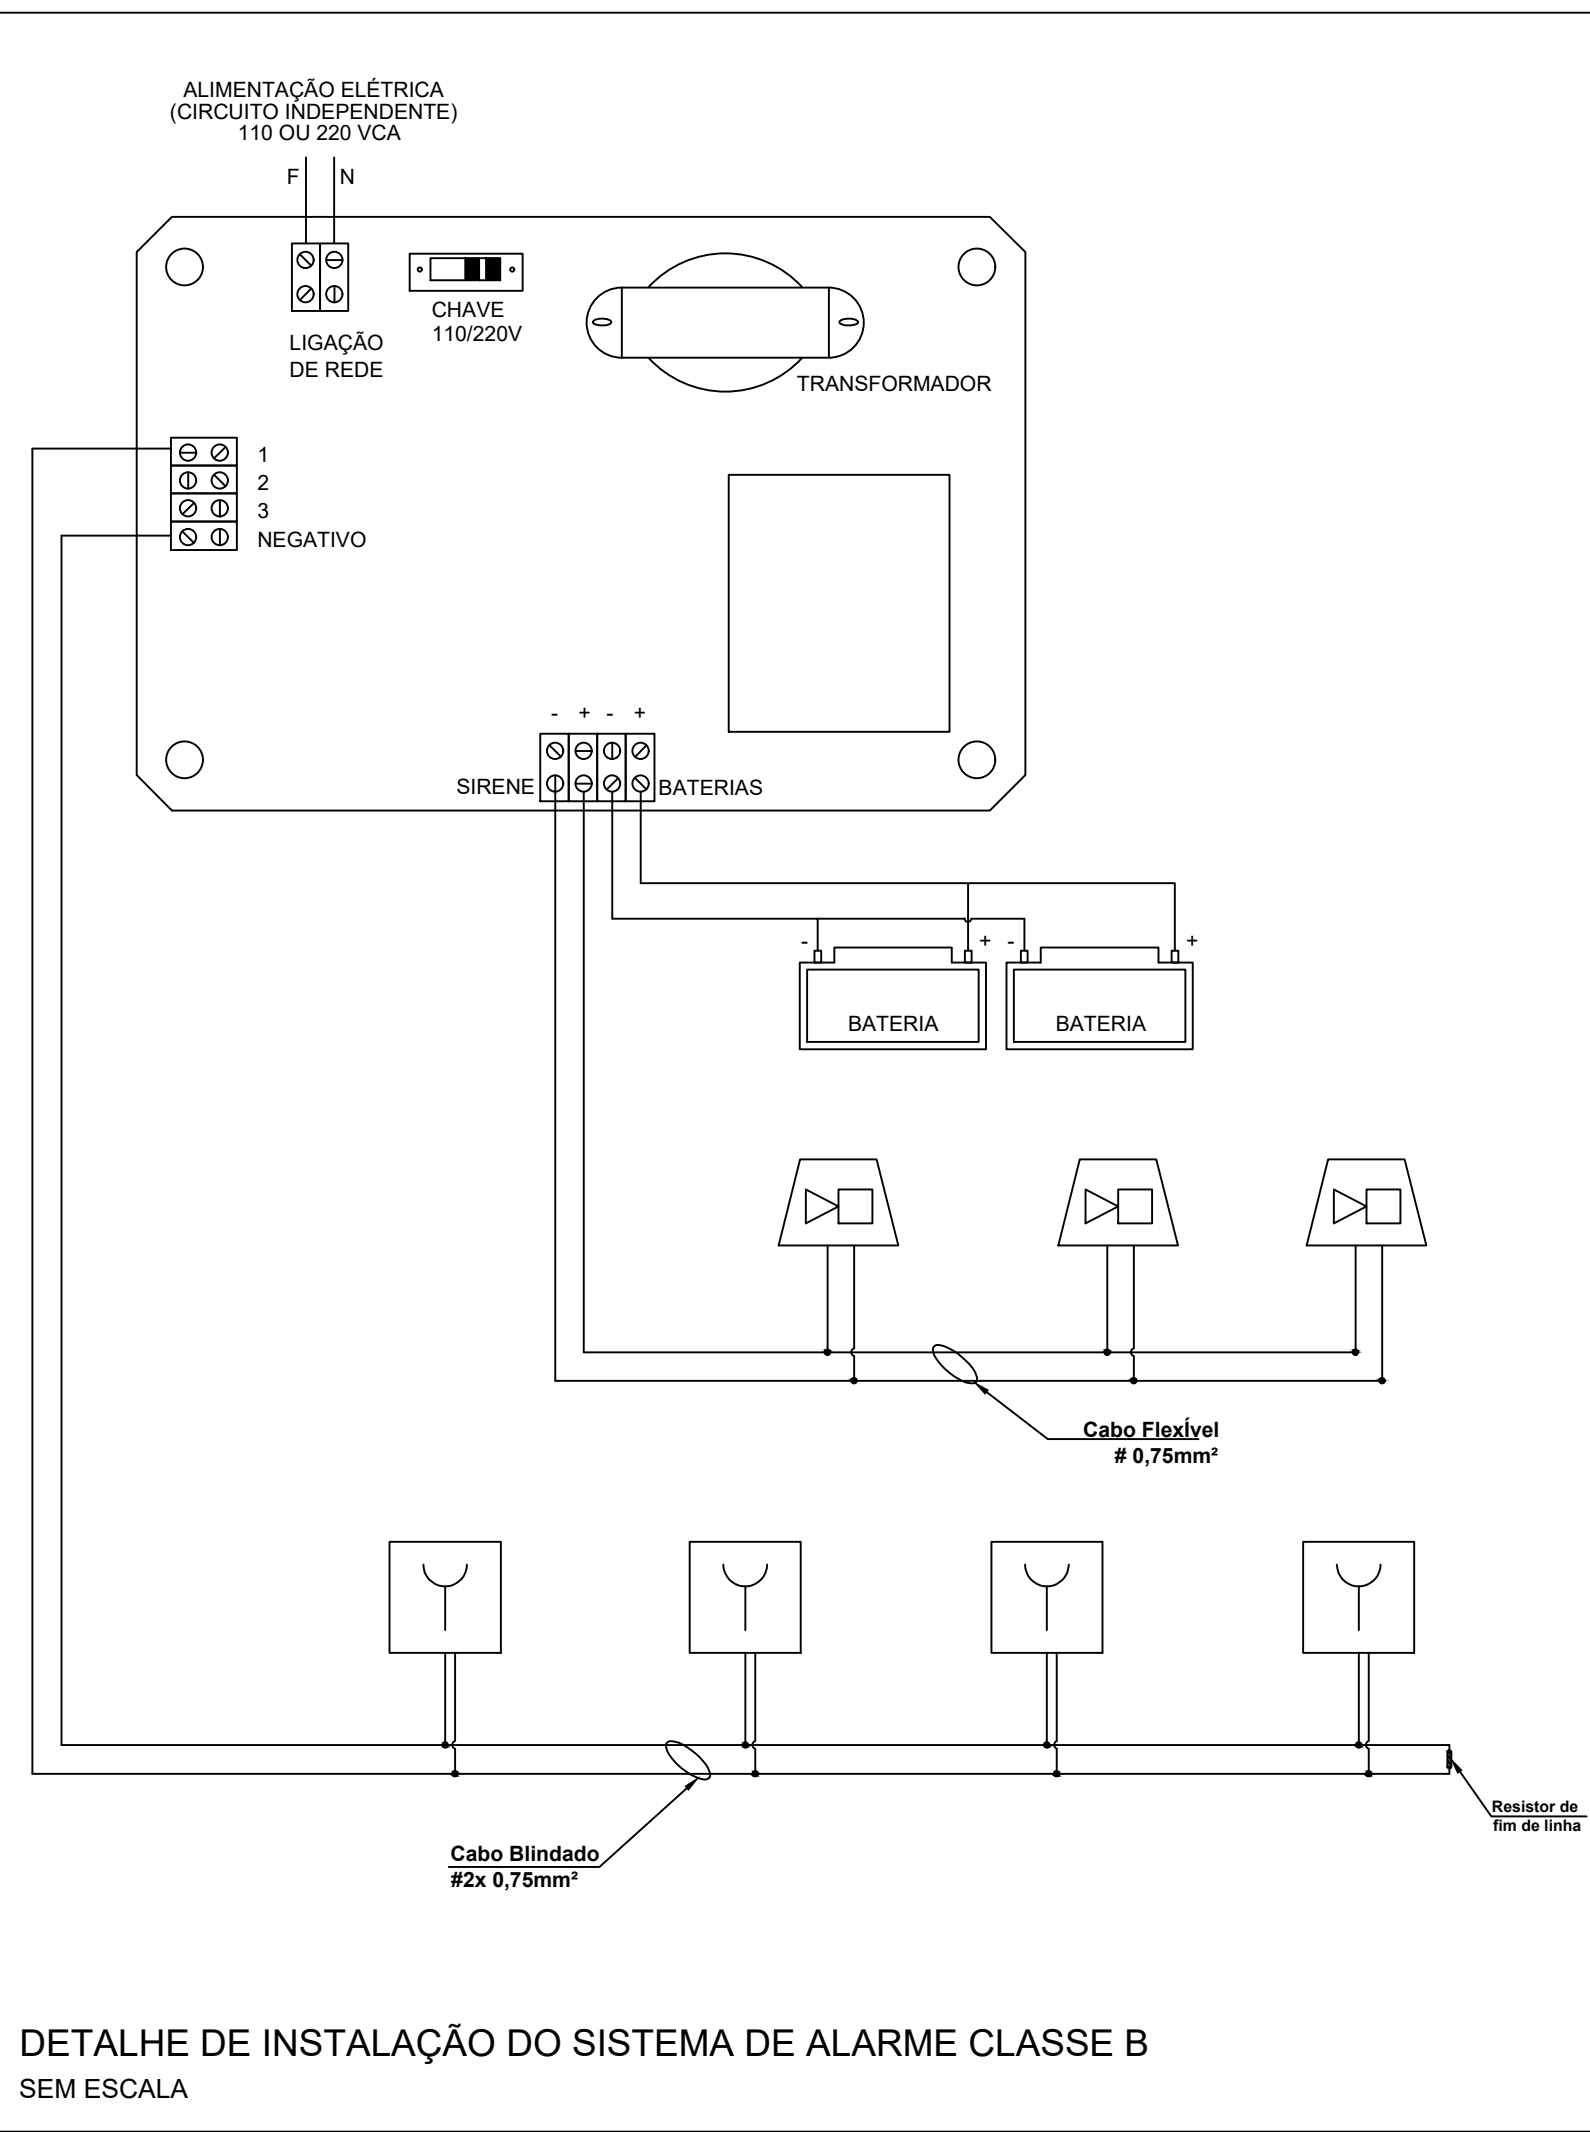 ALIMENTAÇÃO ELÉTRICA
(CIRCUITO INDEPENDENTE)
110 OU 220 VCA
F N
CHAVE
110/220V
LIGAÇÃO
DE REDE
TRANSFORMADOR
1
2
3
NEGATIVO
- + - +
SIRENE BATERIAS
- + - +
BATERIA BATERIA
Cabo FlexÍvel
# 0,75mm²
Resistor de
fim de linha
Cabo Blindado
#2x 0,75mm²
DETALHE DE INSTALAÇÃO DO SISTEMA DE ALARME CLASSE B
SEM ESCALA